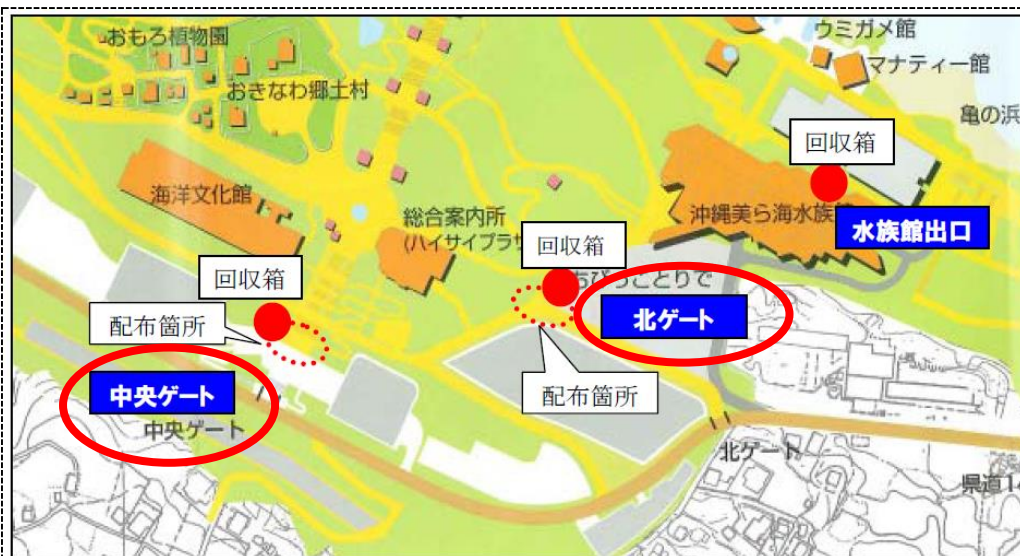 おもろ植物園
おきなわ郷土村
ウミガメ館
マナティー館
亀の浜
回収箱
海洋文化館
総合案内所
(ハイサイプラザ
沖縄美ら海水族館
水族館出口
回収箱
回収箱
ちびっことりで
北ゲート
配布箇所
配布箇所
中央ゲート
中央ゲート
北ゲート
県道1